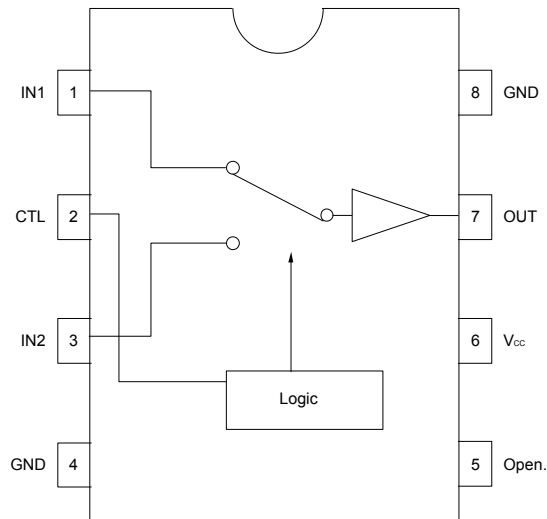 IN1 1
8 GND
CTL 2
7 OUT
IN2 3
6 Vcc
Logic
GND 4
5 Open.